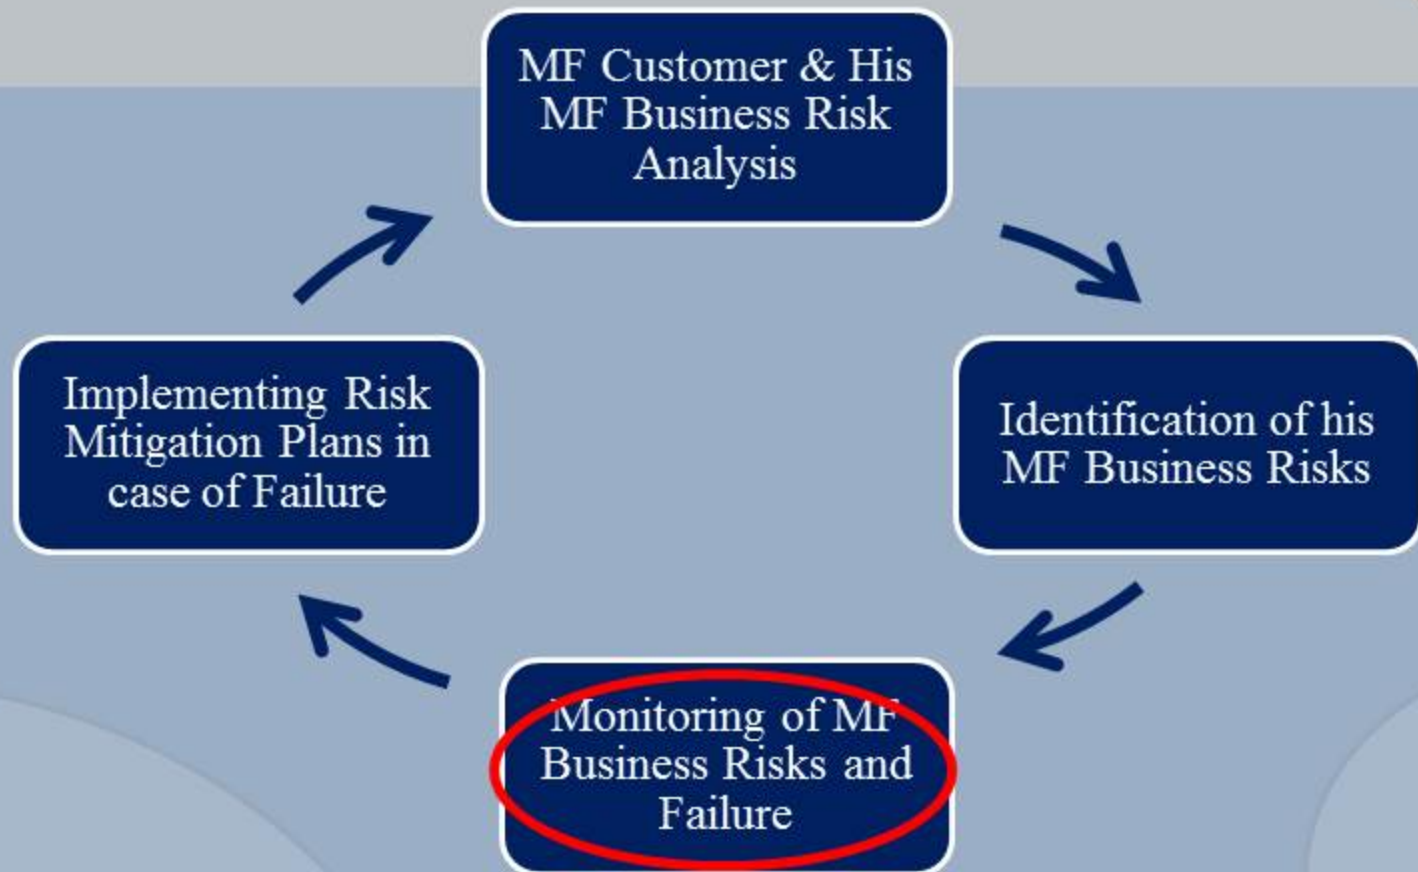 MF Customer & His
MF Business Risk
Analysis
Implementing Risk
Mitigation Plans in
case of Failure
Identification of his
MF Business Risks
Monitoring of MF
Business Risks and
Failure